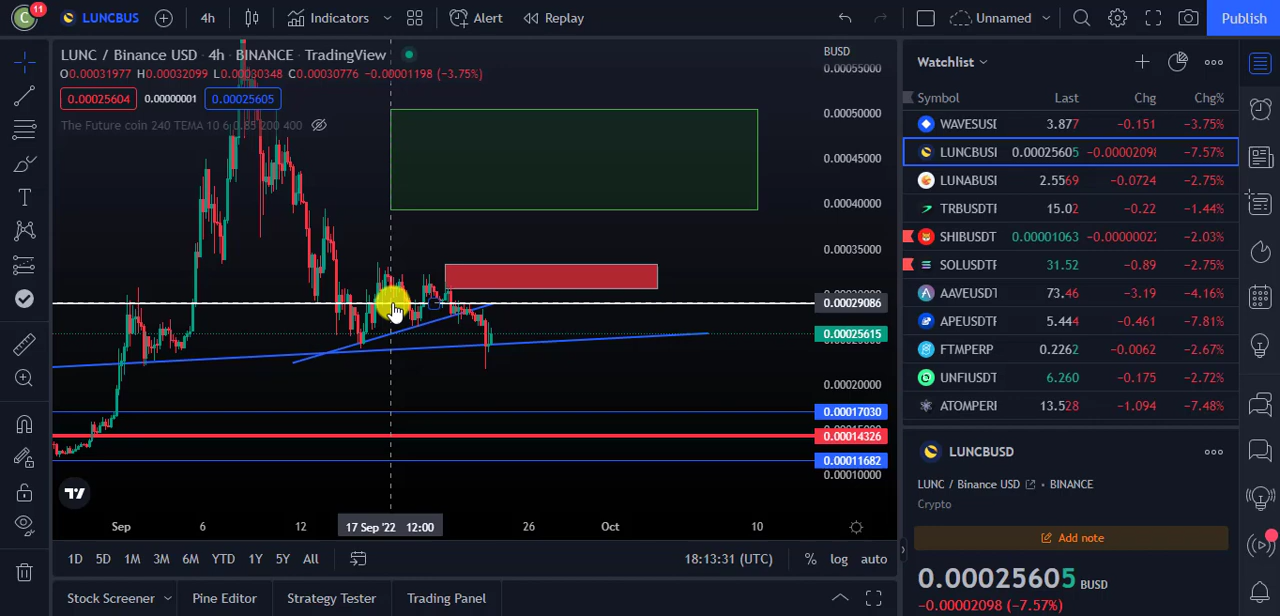 C 11 LUNCBUS 4h Indicators Alert Replay Unnamed Publish
LUNC / Binance USD · 4h · BINANCE · TradingView
O0.00031977 H0.00032099 L0.00030348 C0.00030776 −0.00001198 (−3.75%)
0.00025604 0.00000001 0.00025605
The Future coin 240 TEMA 10 6 0.85 200 400
BUSD
0.00055000
0.00050000
0.00045000
0.00040000
0.00035000
0.00029086
0.00025615
0.00020000
0.00017030
0.00014326
0.00011682
0.00010000
Sep 6 12 17 Sep '22 12:00 26 Oct 10
1D 5D 1M 3M 6M YTD 1Y 5Y All 18:13:31 (UTC) % log auto
Stock Screener Pine Editor Strategy Tester Trading Panel
Watchlist
Symbol Last Chg Chg%
WAVESUSI 3.877 −0.151 −3.75%
LUNCBUSI 0.00025605 −0.00002098 −7.57%
LUNABUSI 2.5569 −0.0724 −2.75%
TRBUSDTF 15.02 −0.22 −1.44%
SHIBUSDT 0.00001063 −0.00000022 −2.03%
SOLUSDTF 31.52 −0.89 −2.75%
AAVEUSDT 73.46 −3.19 −4.16%
APEUSDTF 5.444 −0.461 −7.81%
FTMPERP 0.2262 −0.0062 −2.67%
UNFIUSDT 6.260 −0.175 −2.72%
ATOMPERI 13.528 −1.094 −7.48%
LUNCBUSD
LUNC / Binance USD · BINANCE
Crypto
Add note
0.00025605 BUSD
−0.00002098 (−7.57%)